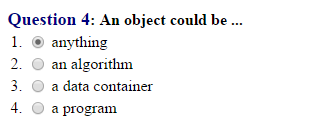 Question 4: An object could be ...
1. anything
2. an algorithm
3. a data container
4. a program